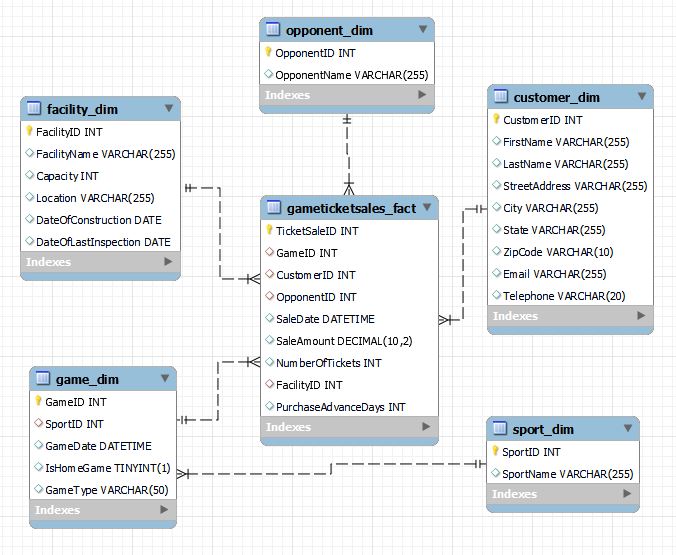 opponent_dim
OpponentID INT
OpponentName VARCHAR(255)
Indexes
facility_dim
FacilityID INT
FacilityName VARCHAR(255)
Capacity INT
Location VARCHAR(255)
DateOfConstruction DATE
DateOfLastInspection DATE
Indexes
customer_dim
CustomerID INT
FirstName VARCHAR(255)
LastName VARCHAR(255)
StreetAddress VARCHAR(255)
City VARCHAR(255)
State VARCHAR(255)
ZipCode VARCHAR(10)
Email VARCHAR(255)
Telephone VARCHAR(20)
Indexes
gameticketsales_fact
TicketSaleID INT
GameID INT
CustomerID INT
OpponentID INT
SaleDate DATETIME
SaleAmount DECIMAL(10,2)
NumberOfTickets INT
FacilityID INT
PurchaseAdvanceDays INT
Indexes
game_dim
GameID INT
SportID INT
GameDate DATETIME
IsHomeGame TINYINT(1)
GameType VARCHAR(50)
Indexes
sport_dim
SportID INT
SportName VARCHAR(255)
Indexes